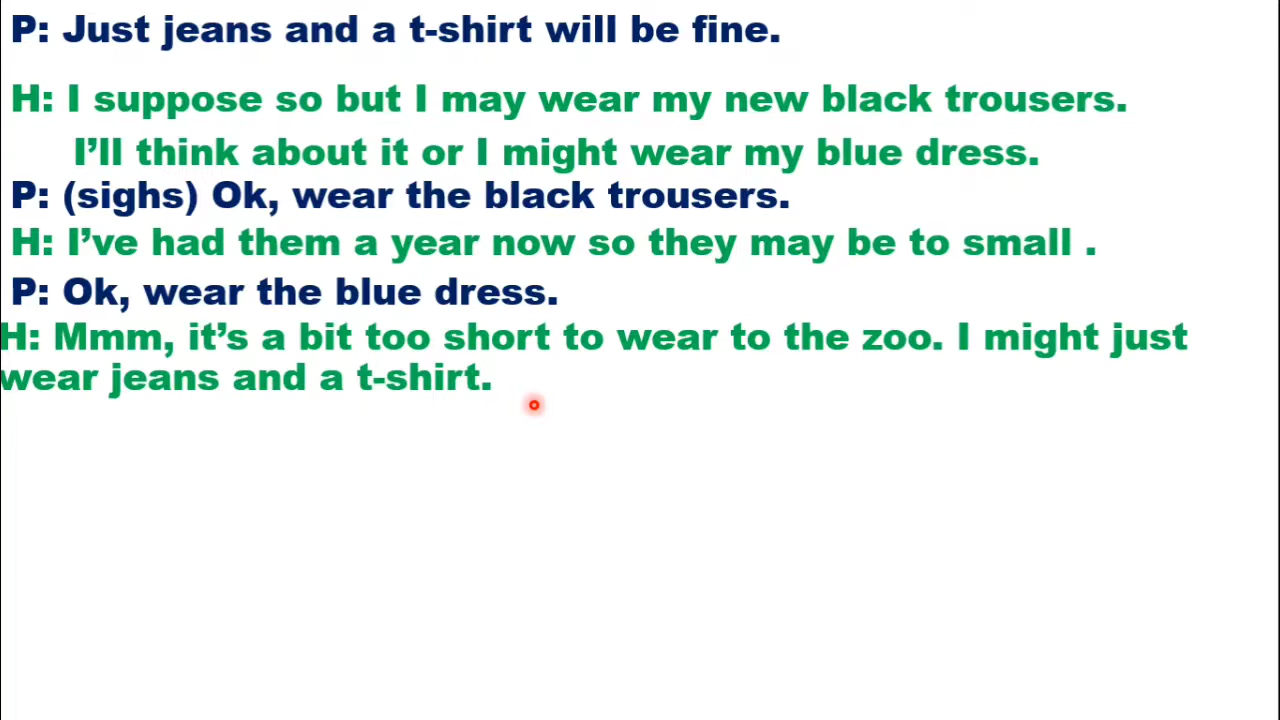 P: Just jeans and a t-shirt will be fine.
H: I suppose so but I may wear my new black trousers.
I’ll think about it or I might wear my blue dress.
P: (sighs) Ok, wear the black trousers.
H: I’ve had them a year now so they may be to small .
P: Ok, wear the blue dress.
H: Mmm, it’s a bit too short to wear to the zoo. I might just
wear jeans and a t-shirt.